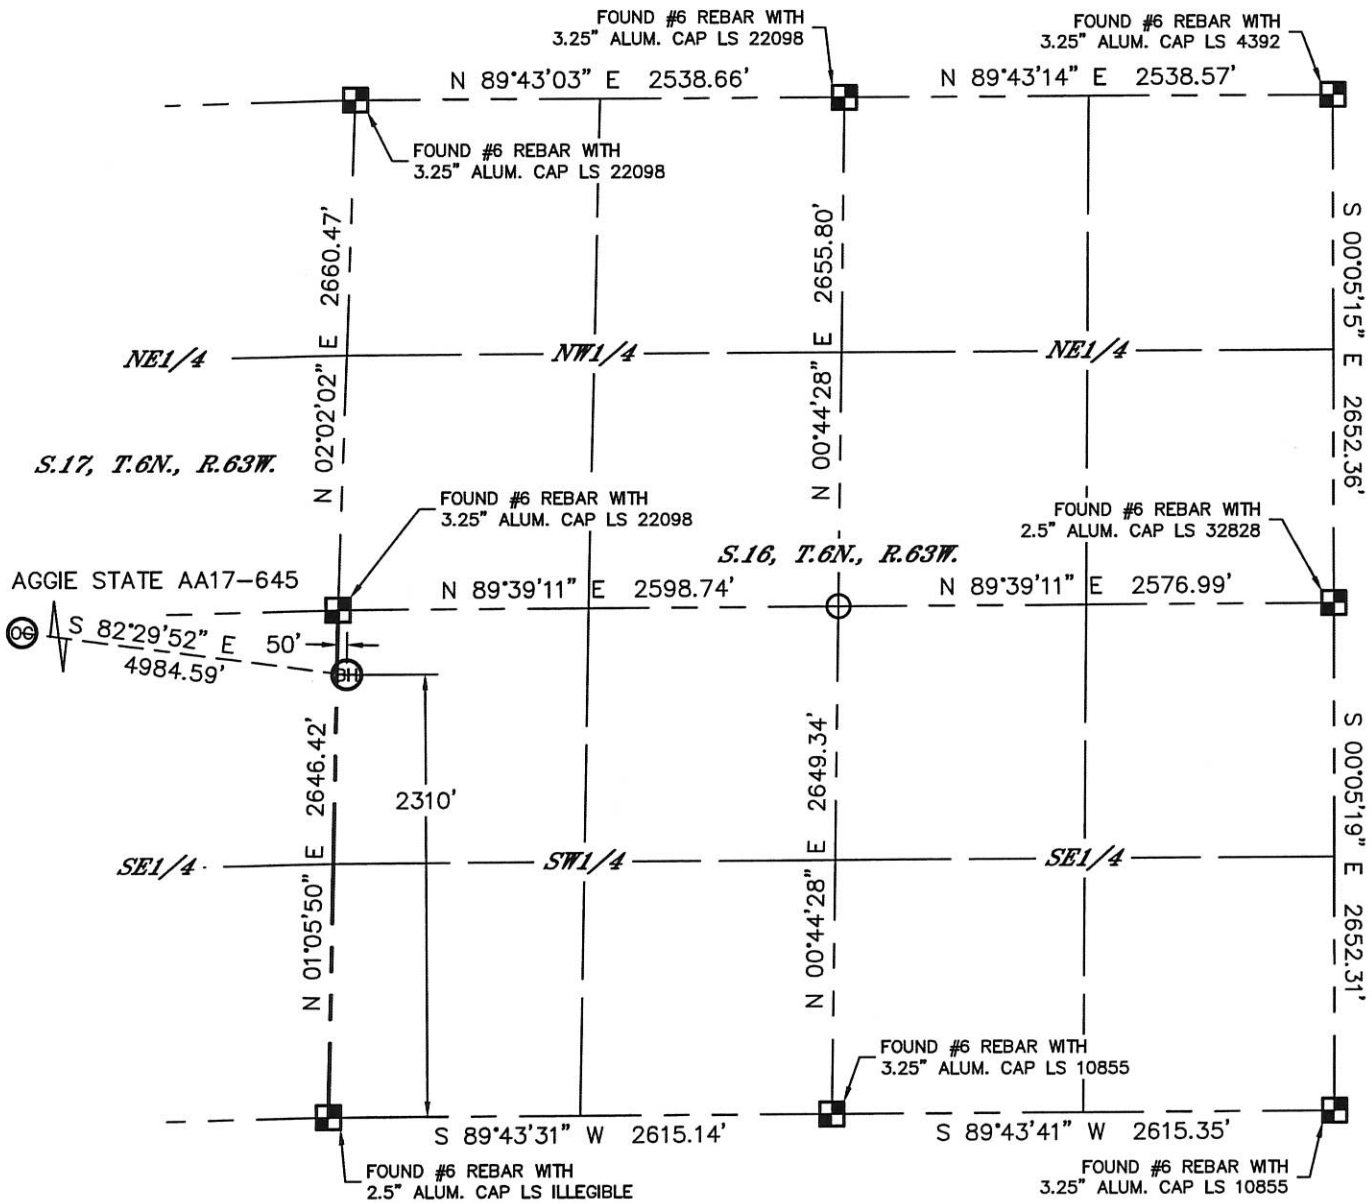 FOUND #6 REBAR WITH
3.25" ALUM. CAP LS 22098
FOUND #6 REBAR WITH
3.25" ALUM. CAP LS 4392
N 89°43'03" E 2538.66'
N 89°43'14" E 2538.57'
FOUND #6 REBAR WITH
3.25" ALUM. CAP LS 22098
N 02°02'02" E 2660.47'
N 00°44'28" E 2655.80'
S 00°05'15" E 2652.36'
NE1/4
NW1/4
NE1/4
S.17, T.6N., R.63W.
FOUND #6 REBAR WITH
3.25" ALUM. CAP LS 22098
FOUND #6 REBAR WITH
2.5" ALUM. CAP LS 32828
S.16, T.6N., R.63W.
AGGIE STATE AA17-645
N 89°39'11" E 2598.74'
N 89°39'11" E 2576.99'
OG
S 82°29'52" E
50'
4984.59'
BH
N 01°05'50" E 2646.42'
2310'
N 00°44'28" E 2649.34'
S 00°05'19" E 2652.31'
SE1/4
SW1/4
SE1/4
FOUND #6 REBAR WITH
3.25" ALUM. CAP LS 10855
S 89°43'31" W 2615.14'
S 89°43'41" W 2615.35'
FOUND #6 REBAR WITH
2.5" ALUM. CAP LS ILLEGIBLE
FOUND #6 REBAR WITH
3.25" ALUM. CAP LS 10855